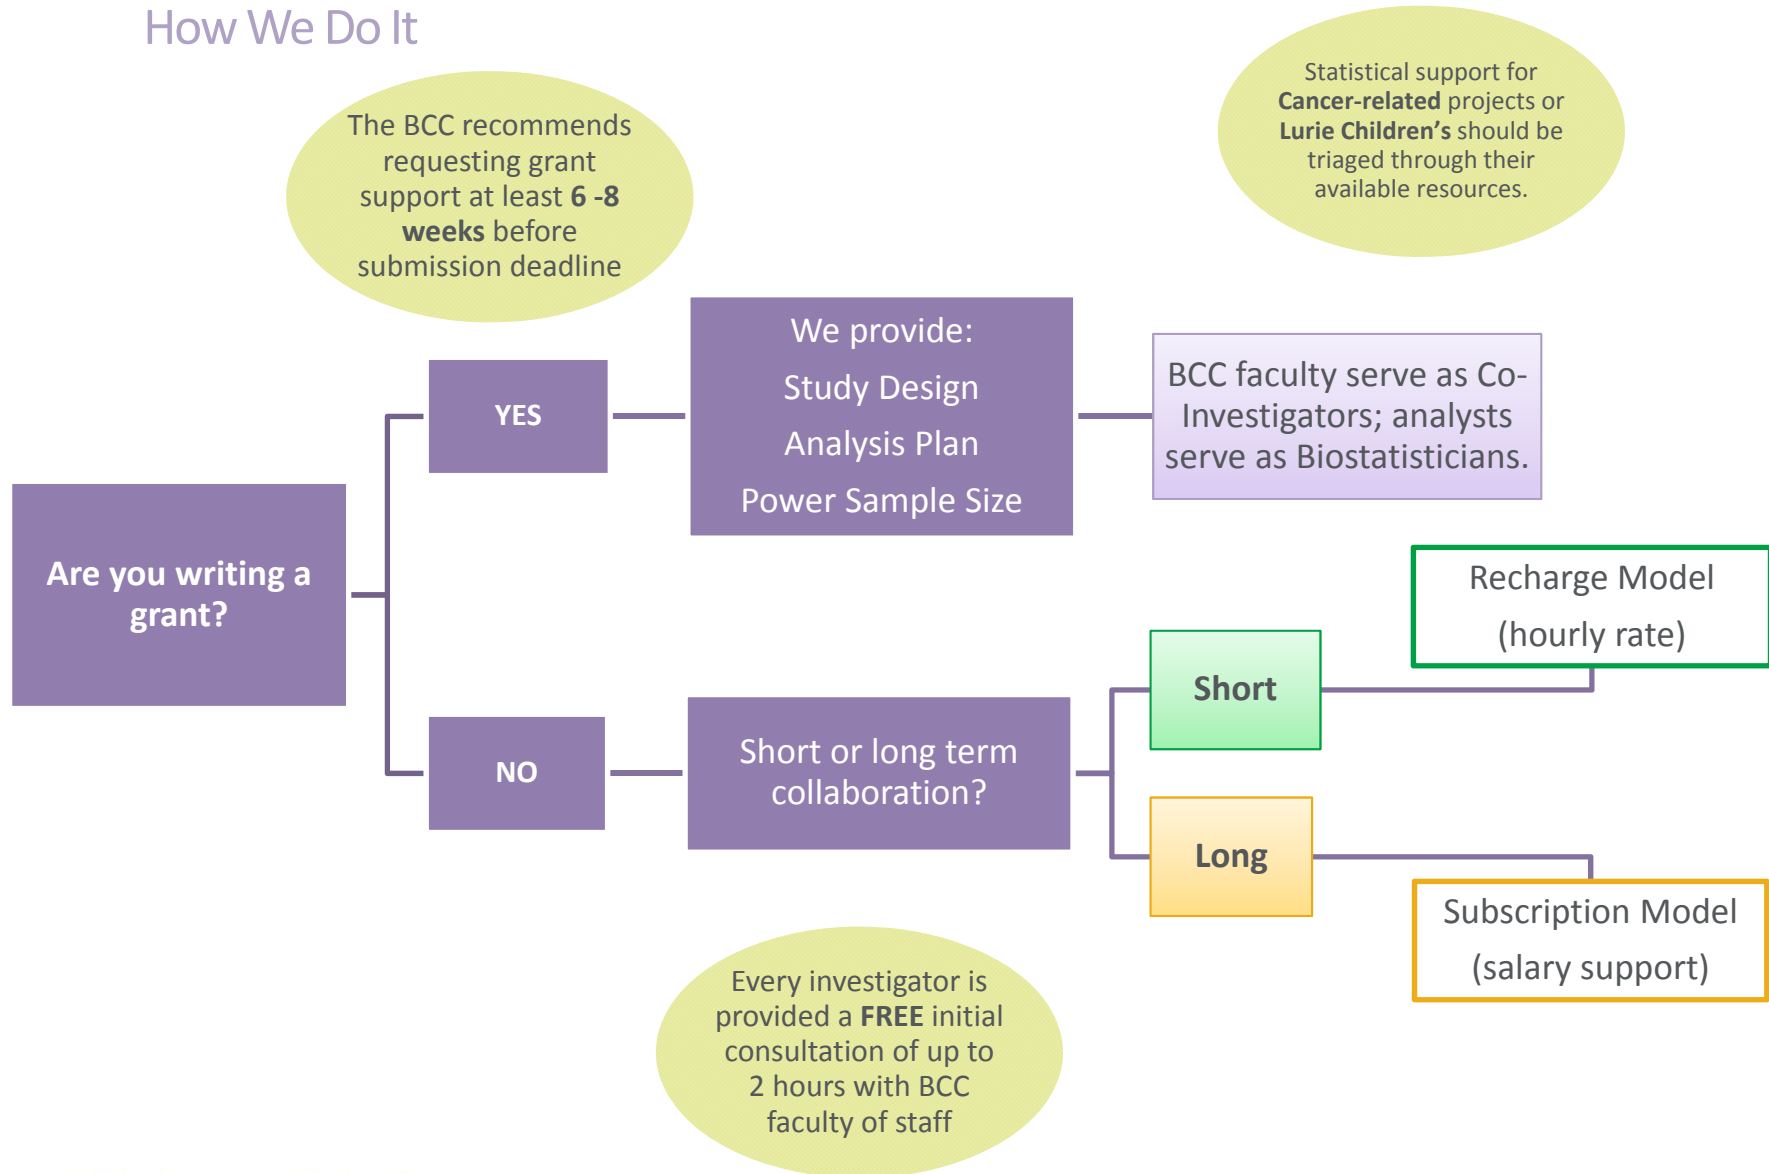 How We Do It
The BCC recommends
requesting grant
support at least 6 -8
weeks before
submission deadline
Statistical support for
Cancer-related projects or
Lurie Children's should be
triaged through their
available resources.
We provide:
Study Design
Analysis Plan
Power Sample Size
YES
BCC faculty serve as Co-
Investigators; analysts
serve as Biostatisticians.
Are you writing a
grant?
Recharge Model
(hourly rate)
Short
NO
Short or long term
collaboration?
Long
Subscription Model
(salary support)
Every investigator is
provided a FREE initial
consultation of up to
2 hours with BCC
faculty of staff